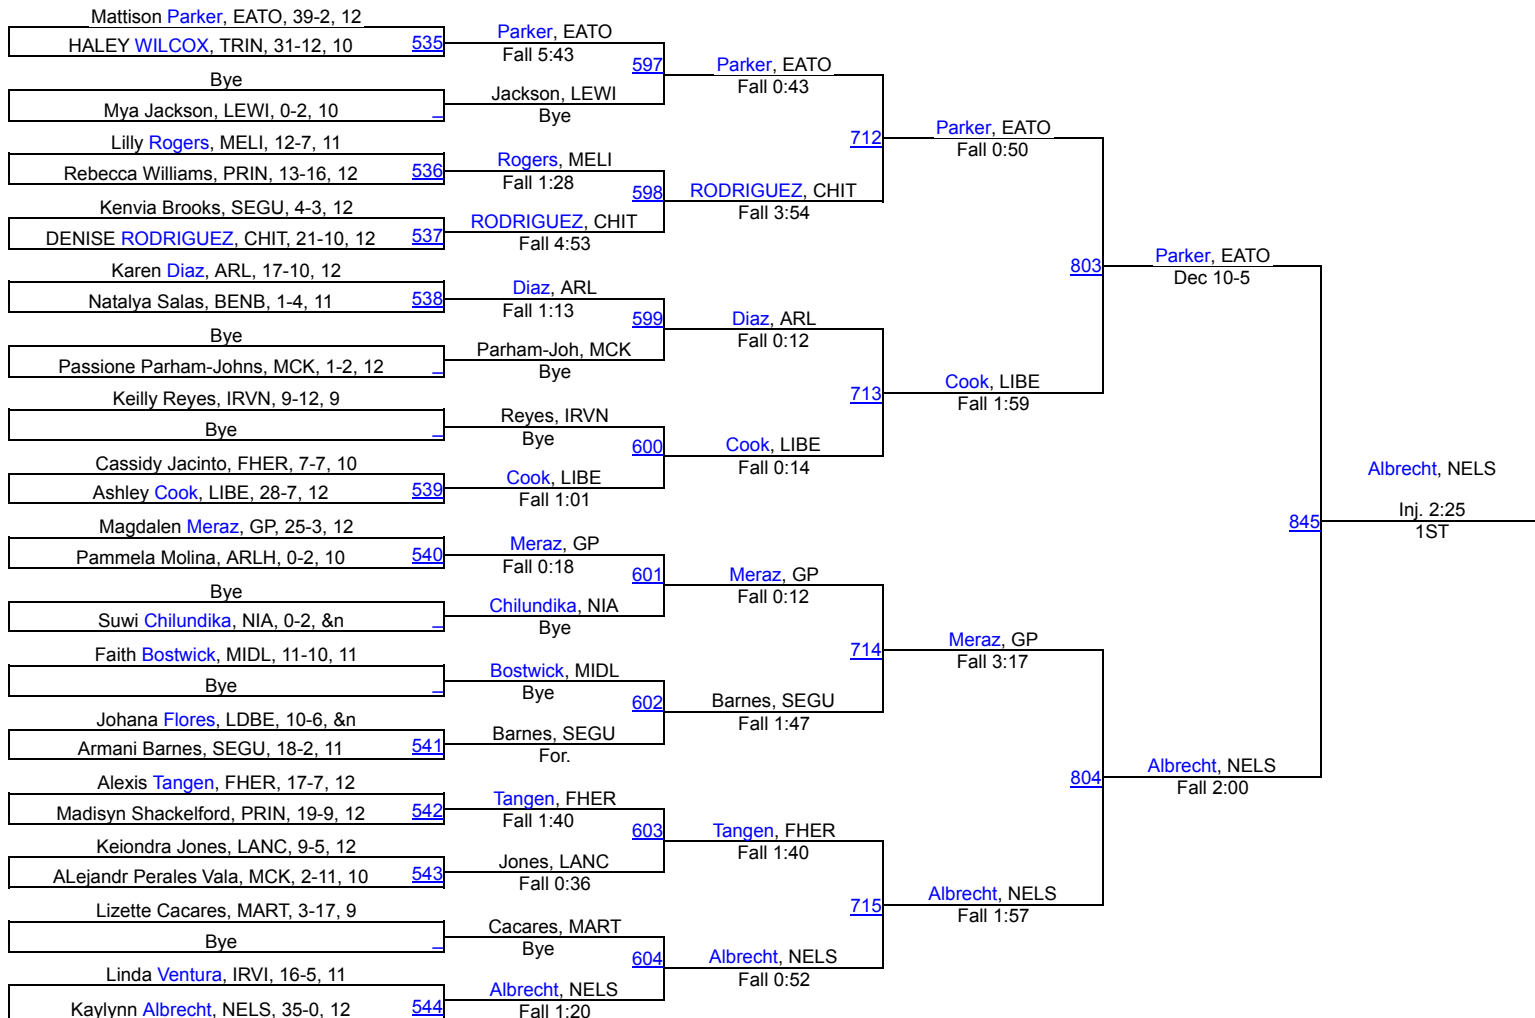 Mattison Parker, EATO, 39-2, 12
HALEY WILCOX, TRIN, 31-12, 10
535
Bye
Mya Jackson, LEWI, 0-2, 10
_
Lilly Rogers, MELI, 12-7, 11
Rebecca Williams, PRIN, 13-16, 12
536
Kenvia Brooks, SEGU, 4-3, 12
DENISE RODRIGUEZ, CHIT, 21-10, 12
537
Karen Diaz, ARL, 17-10, 12
Natalya Salas, BENB, 1-4, 11
538
Bye
Passione Parham-Johns, MCK, 1-2, 12
_
Keilly Reyes, IRVN, 9-12, 9
Bye
_
Cassidy Jacinto, FHER, 7-7, 10
Ashley Cook, LIBE, 28-7, 12
539
Magdalen Meraz, GP, 25-3, 12
Pammela Molina, ARLH, 0-2, 10
540
Bye
Suwi Chilundika, NIA, 0-2, &n
_
Faith Bostwick, MIDL, 11-10, 11
Bye
_
Johana Flores, LDBE, 10-6, &n
Armani Barnes, SEGU, 18-2, 11
541
Alexis Tangen, FHER, 17-7, 12
Madisyn Shackelford, PRIN, 19-9, 12
542
Keiondra Jones, LANC, 9-5, 12
ALejandr Perales Vala, MCK, 2-11, 10
543
Lizette Cacares, MART, 3-17, 9
Bye
_
Linda Ventura, IRVI, 16-5, 11
Kaylynn Albrecht, NELS, 35-0, 12
544
Parker, EATO
Fall 5:43
597
Jackson, LEWI
Bye
Rogers, MELI
Fall 1:28
598
RODRIGUEZ, CHIT
Fall 4:53
Diaz, ARL
Fall 1:13
599
Parham-Joh, MCK
Bye
Reyes, IRVN
Bye
600
Cook, LIBE
Fall 1:01
Meraz, GP
Fall 0:18
601
Chilundika, NIA
Bye
Bostwick, MIDL
Bye
602
Barnes, SEGU
For.
Tangen, FHER
Fall 1:40
603
Jones, LANC
Fall 0:36
Cacares, MART
Bye
604
Albrecht, NELS
Fall 1:20
Parker, EATO
Fall 0:43
712
RODRIGUEZ, CHIT
Fall 3:54
Diaz, ARL
Fall 0:12
713
Cook, LIBE
Fall 0:14
Meraz, GP
Fall 0:12
714
Barnes, SEGU
Fall 1:47
Tangen, FHER
Fall 1:40
715
Albrecht, NELS
Fall 0:52
Parker, EATO
Fall 0:50
803
Cook, LIBE
Fall 1:59
Meraz, GP
Fall 3:17
804
Albrecht, NELS
Fall 1:57
Parker, EATO
Dec 10-5
845
Albrecht, NELS
Fall 2:00
Albrecht, NELS
Inj. 2:25
1ST